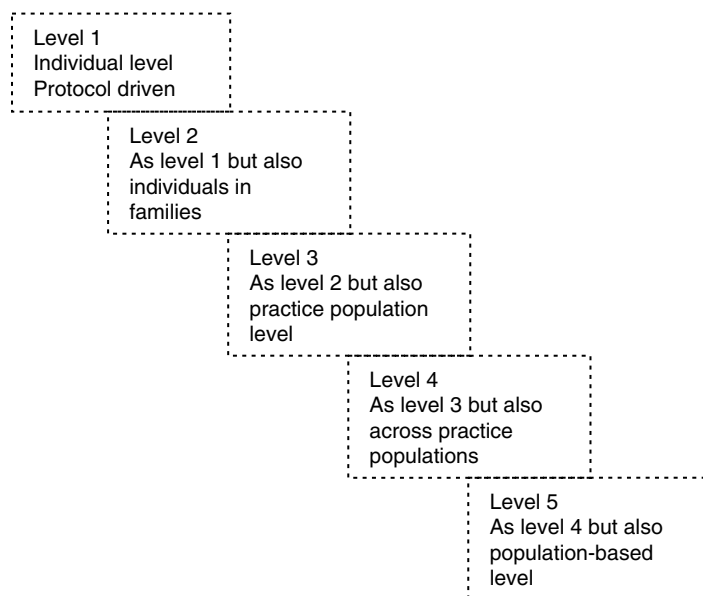 Level 1
Individual level
Protocol driven
Level 2
As level 1 but also
individuals in
families
Level 3
As level 2 but also
practice population
level
Level 4
As level 3 but also
across practice
populations
Level 5
As level 4 but also
population-based
level